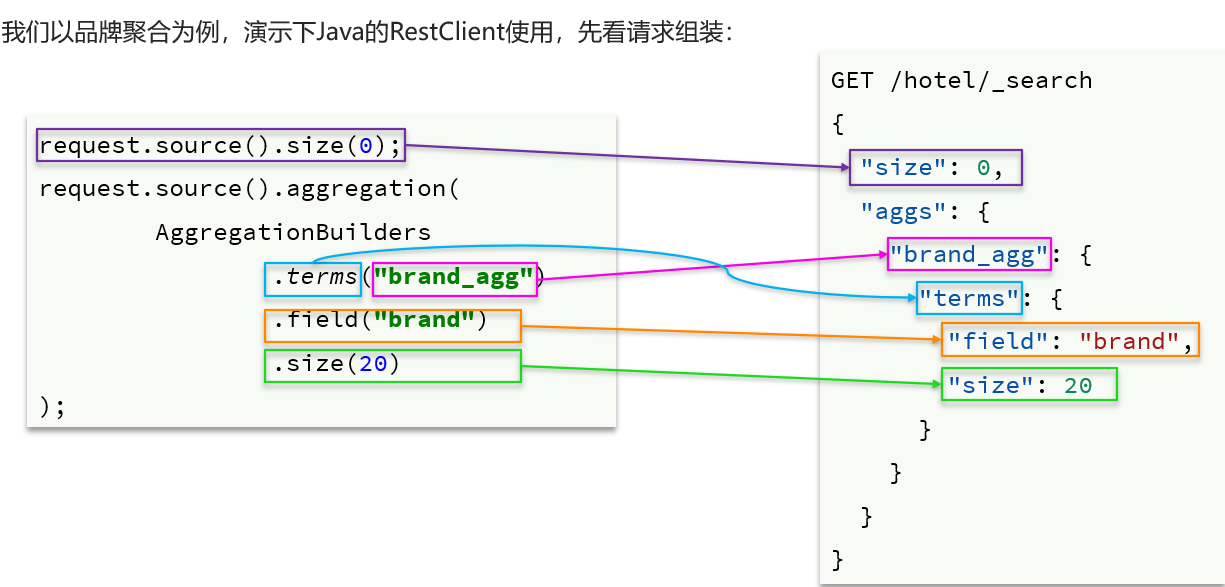 我们以品牌聚合为例，演示下Java的RestClient使用，先看请求组装：
request.source().size(0);
request.source().aggregation(
AggregationBuilders
.terms("brand_agg")
.field("brand")
.size(20)
);
GET /hotel/_search
{
"size": 0,
"aggs": {
"brand_agg": {
"terms": {
"field": "brand",
"size": 20
}
}
}
}